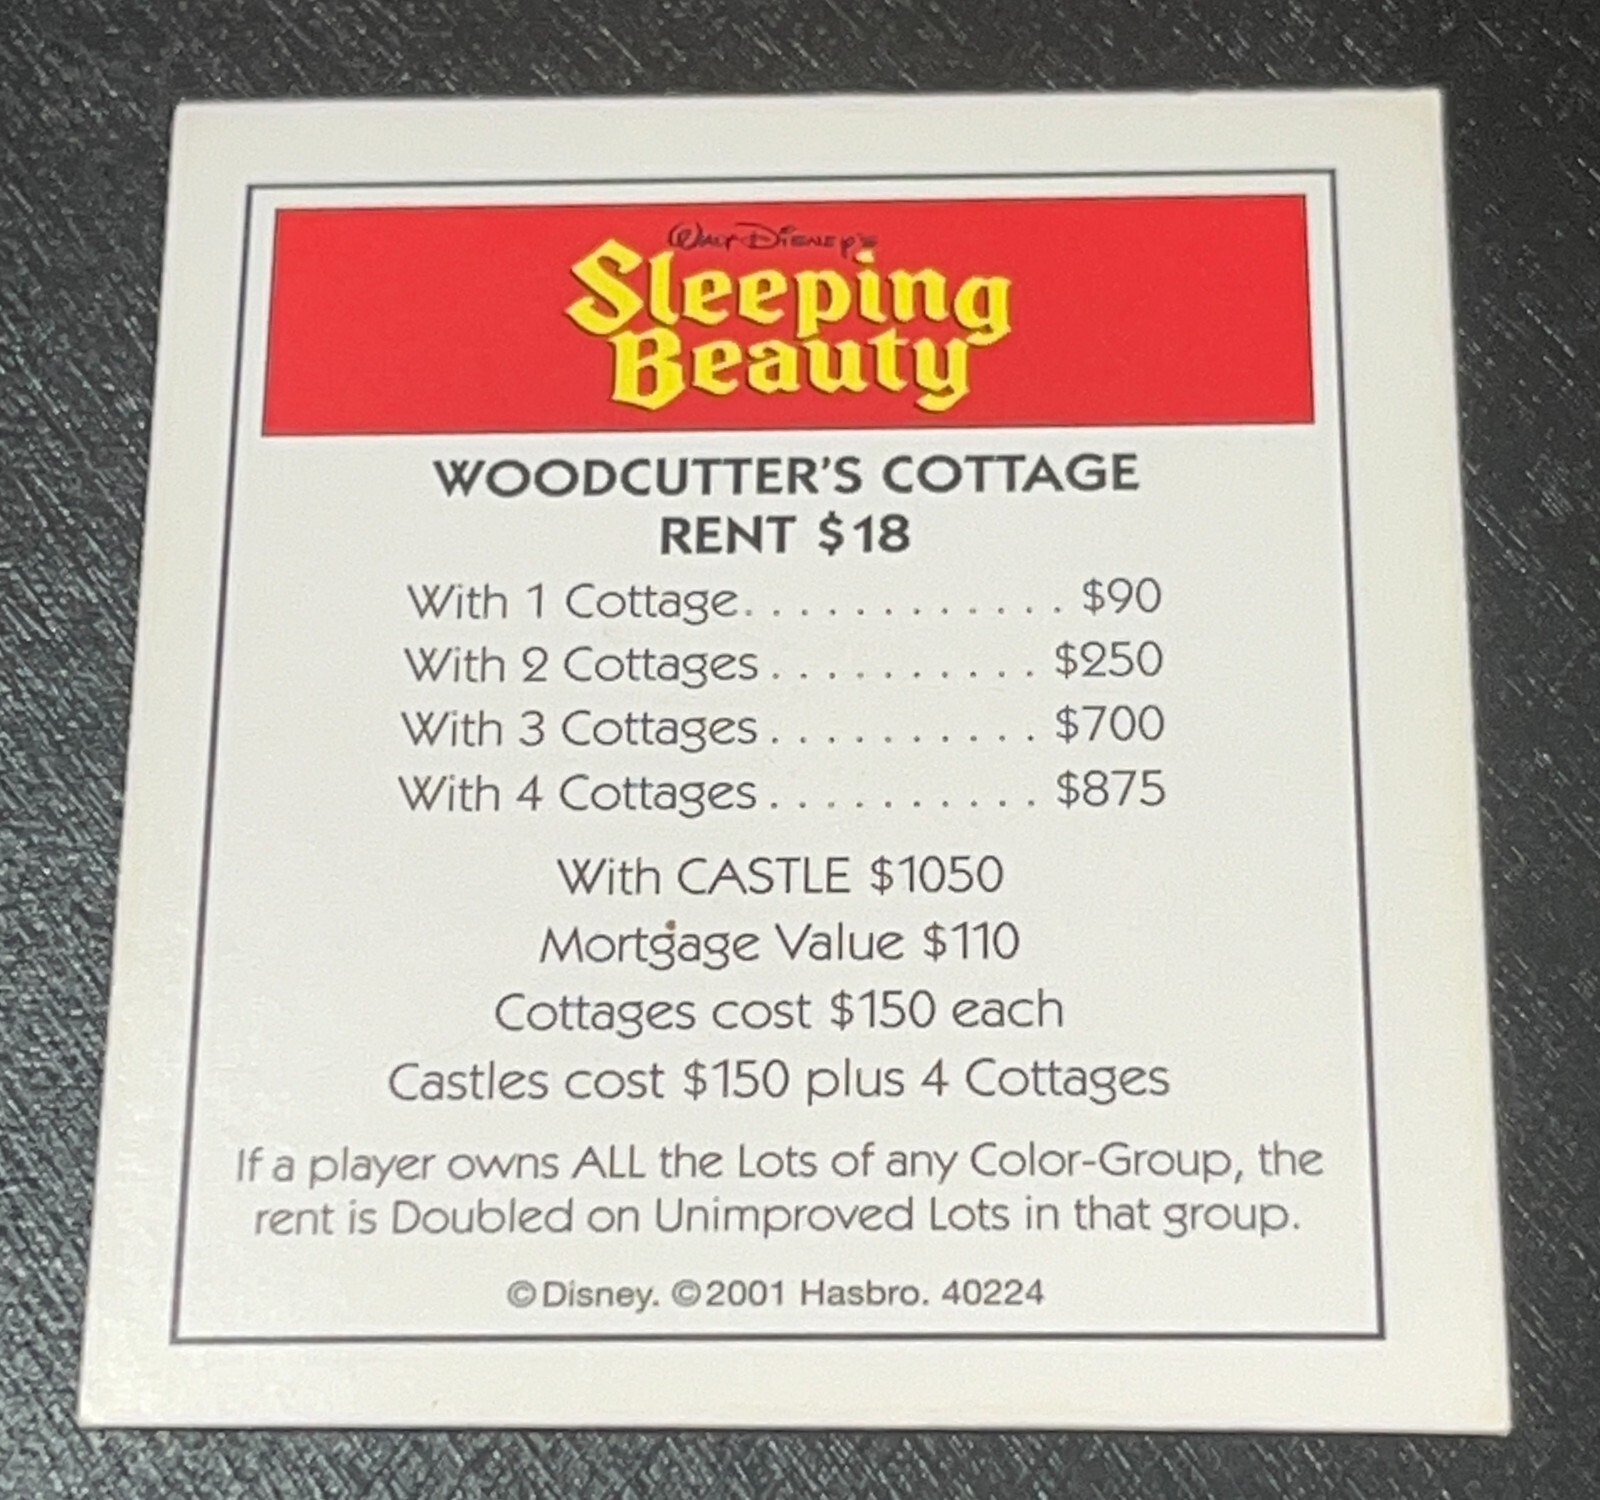 Walt Disney's
Sleeping
Beauty
WOODCUTTER'S COTTAGE
RENT $18
With 1 Cottage. . . . . . . . . . . . $90
With 2 Cottages . . . . . . . . . . $250
With 3 Cottages . . . . . . . . . . $700
With 4 Cottages . . . . . . . . . . $875
With CASTLE $1050
Mortgage Value $110
Cottages cost $150 each
Castles cost $150 plus 4 Cottages
If a player owns ALL the Lots of any Color-Group, the
rent is Doubled on Unimproved Lots in that group.
©Disney. ©2001 Hasbro. 40224